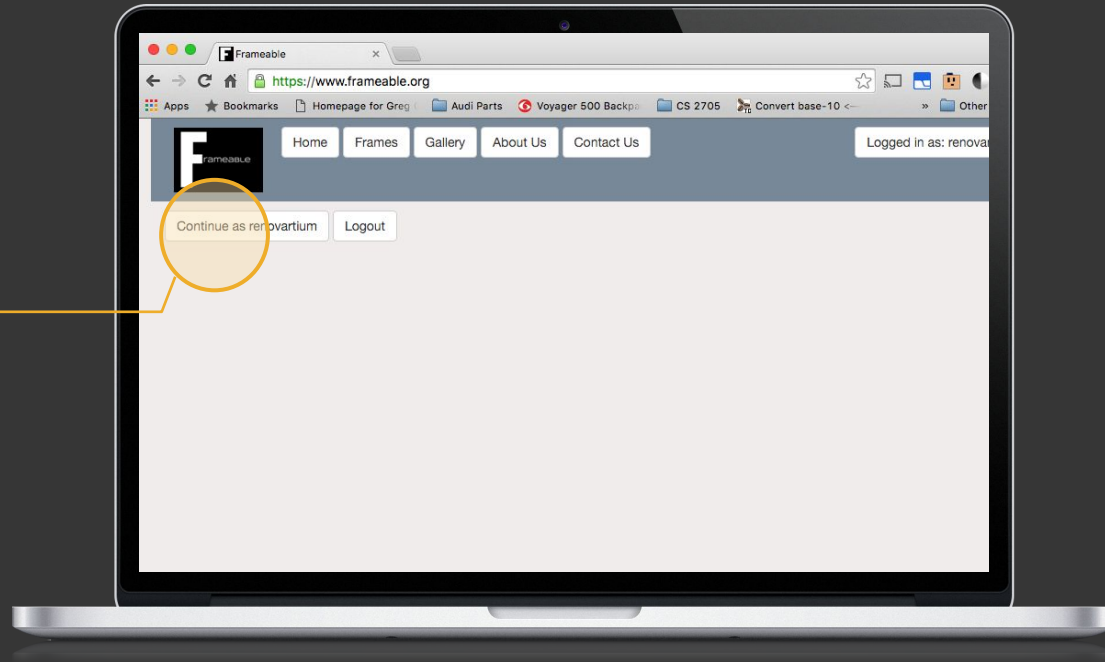 Frameable
https://www.frameable.org
Apps Bookmarks Homepage for Greg Audi Parts Voyager 500 Backpa CS 2705 Convert base-10 <-- » Other
Frameable Home Frames Gallery About Us Contact Us Logged in as: renovar
Continue as renovartium Logout